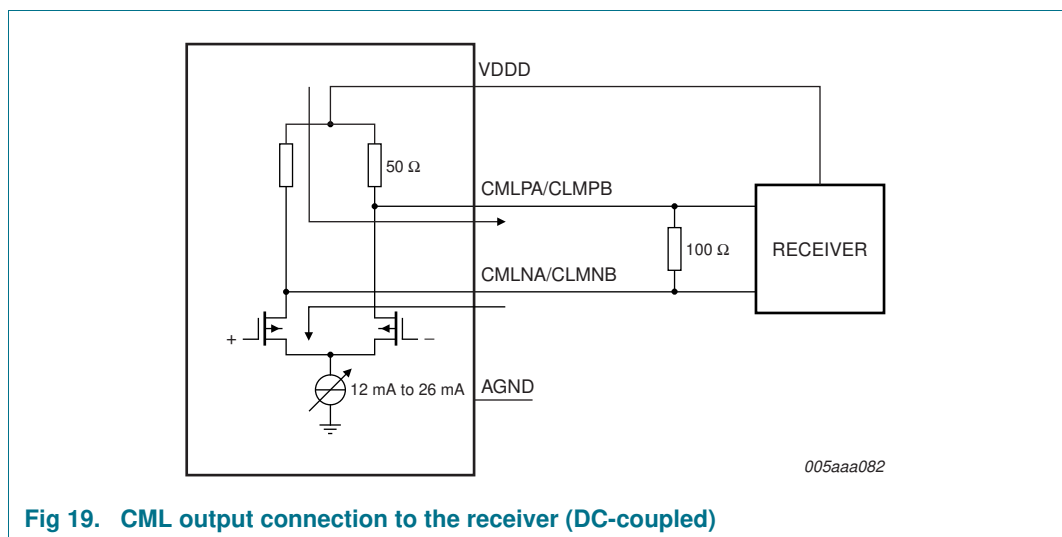 VDDD
50 Ω
CMLPA/CLMPB
100 Ω
RECEIVER
CMLNA/CLMNB
+
−
12 mA to 26 mA
AGND
005aaa082
Fig 19. CML output connection to the receiver (DC-coupled)